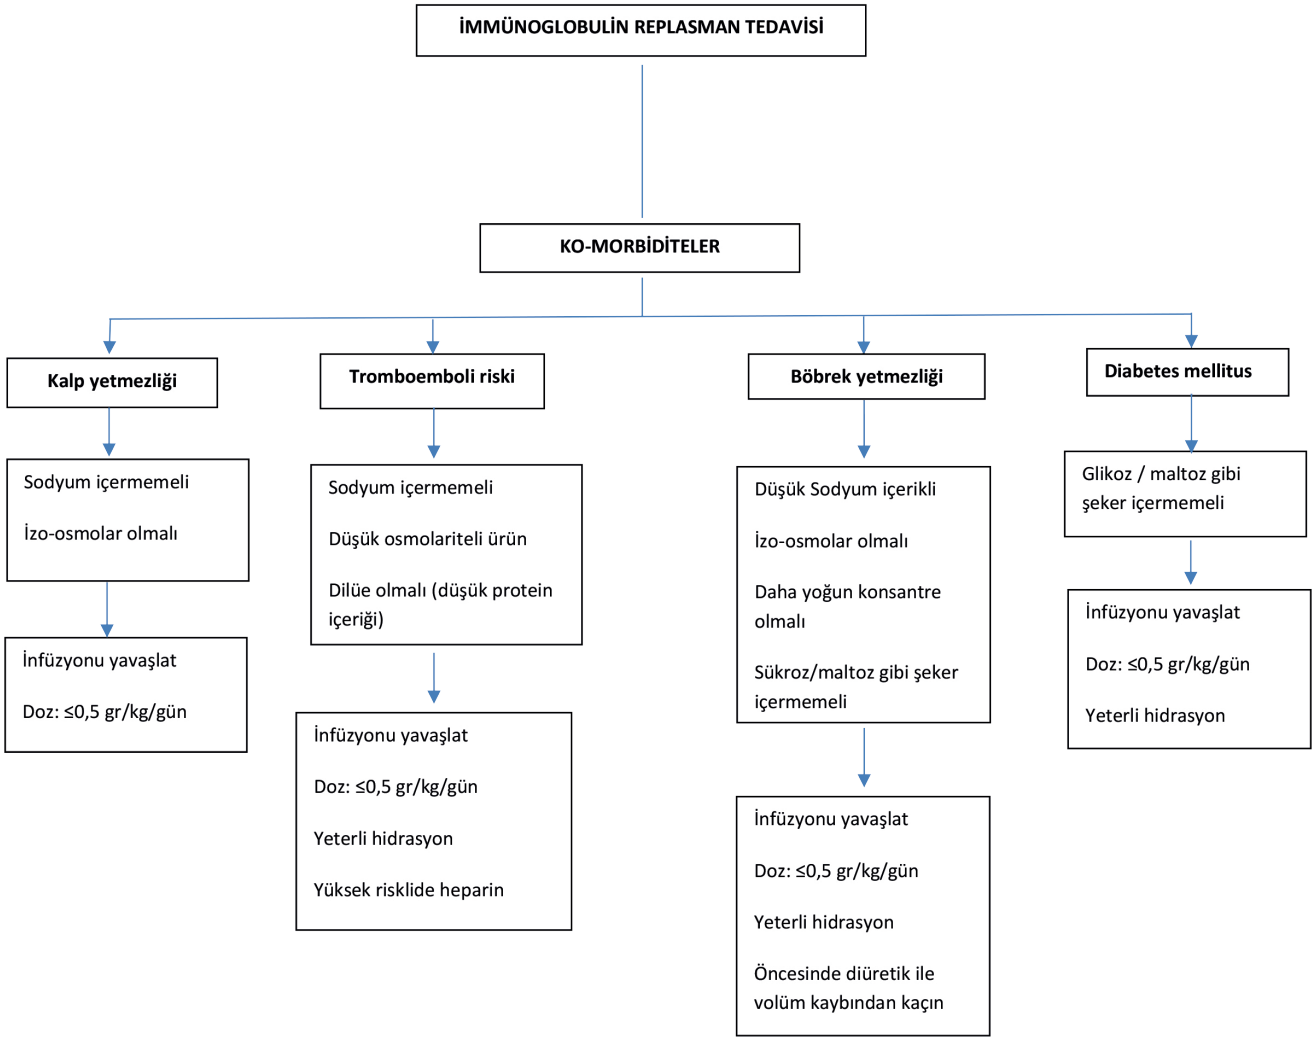 İMMÜNOGLOBULİN REPLASMAN TEDAVİSİ
KO-MORBİDİTELER
Kalp yetmezliği
Sodyum içermemeli
İzo-osmolar olmalı
İnfüzyonu yavaşlat
Doz: ≤0,5 gr/kg/gün
Tromboemboli riski
Sodyum içermemeli
Düşük osmolariteli ürün
Dilüe olmalı (düşük protein
içeriği)
İnfüzyonu yavaşlat
Doz: ≤0,5 gr/kg/gün
Yeterli hidrasyon
Yüksek risklide heparin
Böbrek yetmezliği
Düşük Sodyum içerikli
İzo-osmolar olmalı
Daha yoğun konsantre
olmalı
Sükroz/maltoz gibi şeker
içermemeli
İnfüzyonu yavaşlat
Doz: ≤0,5 gr/kg/gün
Yeterli hidrasyon
Öncesinde diüretik ile
volüm kaybından kaçın
Diabetes mellitus
Glikoz / maltoz gibi
şeker içermemeli
İnfüzyonu yavaşlat
Doz: ≤0,5 gr/kg/gün
Yeterli hidrasyon